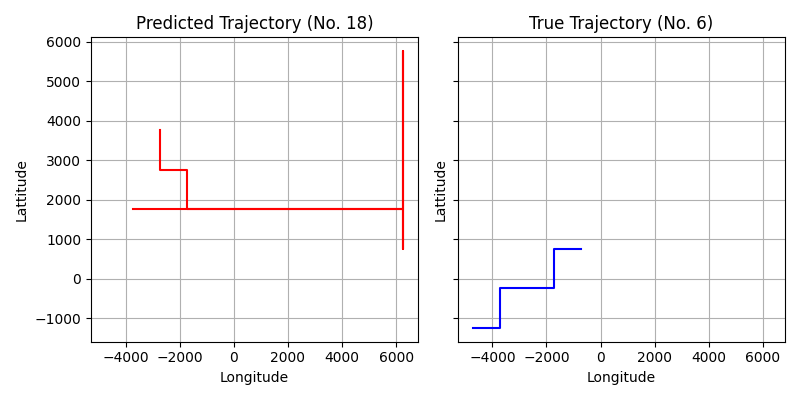 Predicted Trajectory (No. 18)
6000
5000
4000
3000
2000
1000
0
−1000
Lattitude
−4000 −2000 0 2000 4000 6000
Longitude
True Trajectory (No. 6)
Lattitude
−4000 −2000 0 2000 4000 6000
Longitude